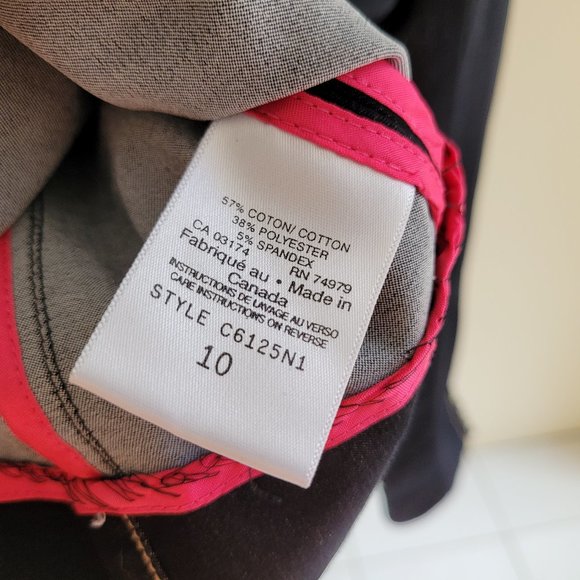 57% COTON/ COTTON
38% POLYESTER
5% SPANDEX
CA 03174 RN 74979
Fabriqué au • Made in
Canada
INSTRUCTIONS DE LAVAGE AU VERSO
CARE INSTRUCTIONS ON REVERSE
STYLE C6125N1
10